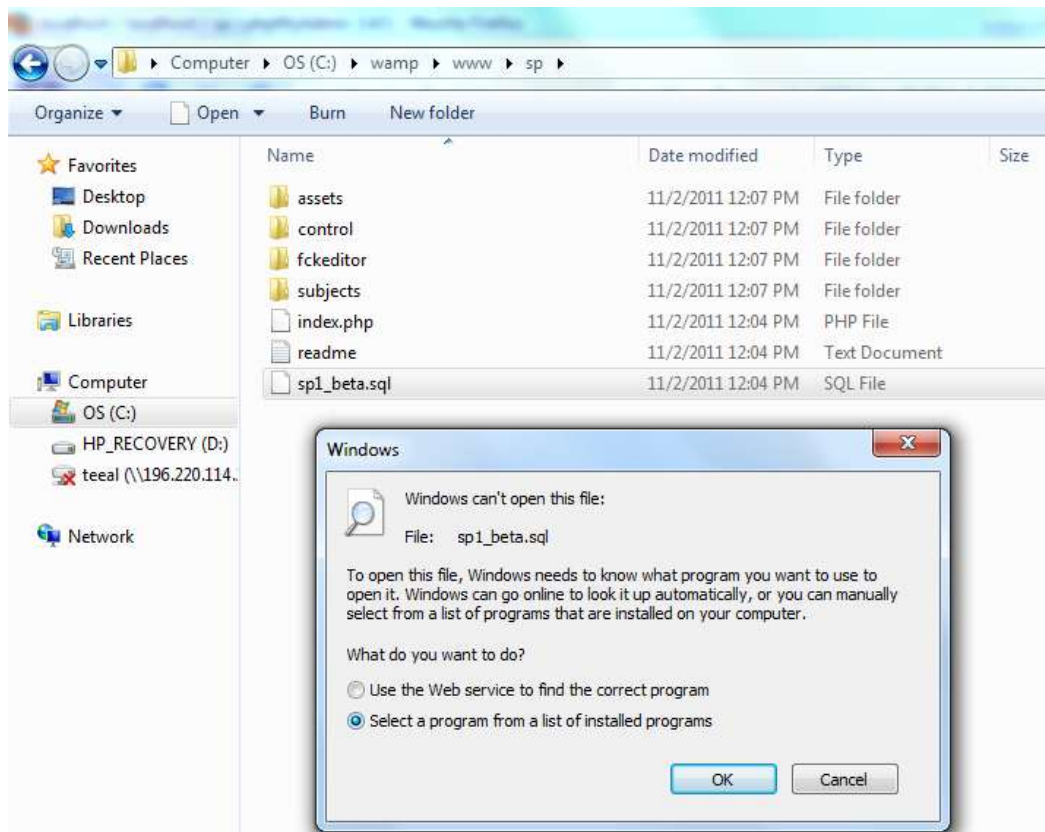 Computer OS (C:) wamp www sp
Organize Open Burn New folder
Name Date modified Type Size
Favorites
Desktop
Downloads
Recent Places
Libraries
Computer
OS (C:)
HP_RECOVERY (D:)
teeal (\\196.220.114..
Network
assets 11/2/2011 12:07 PM File folder
control 11/2/2011 12:07 PM File folder
fckeditor 11/2/2011 12:07 PM File folder
subjects 11/2/2011 12:07 PM File folder
index.php 11/2/2011 12:04 PM PHP File
readme 11/2/2011 12:04 PM Text Document
sp1_beta.sql 11/2/2011 12:04 PM SQL File
Windows
Windows can't open this file:
File: sp1_beta.sql
To open this file, Windows needs to know what program you want to use to
open it. Windows can go online to look it up automatically, or you can manually
select from a list of programs that are installed on your computer.
What do you want to do?
Use the Web service to find the correct program
Select a program from a list of installed programs
OK Cancel